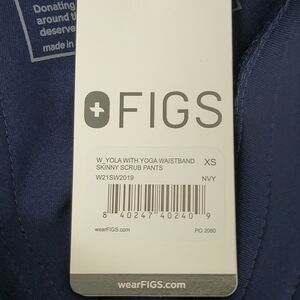 Donating
around t
deserve
made in
FIGS
W_YOLA WITH YOGA WAISTBAND XS
SKINNY SCRUB PANTS
W21SW2019 NVY
8 40247 40240 9
wearFIGS.com PO 2060
wearFIGS.com